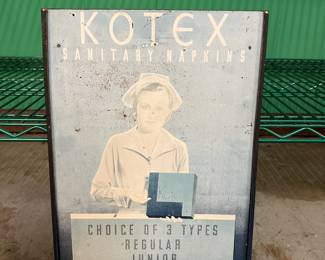 KOTEX
SANITARY NAPKINS
CHOICE OF 3 TYPES
REGULAR
JUNIOR